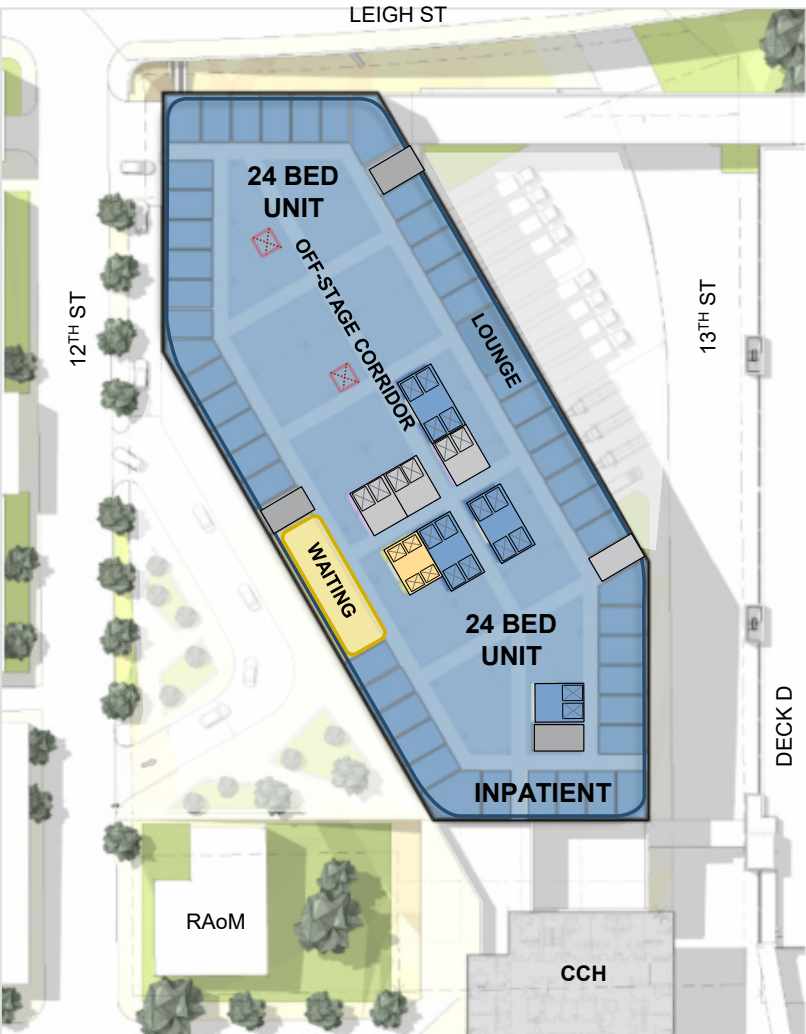 LEIGH ST
24 BED
UNIT
OFF-STAGE CORRIDOR
LOUNGE
12TH ST
13TH ST
WAITING
24 BED
UNIT
DECK D
INPATIENT
RAoM
CCH